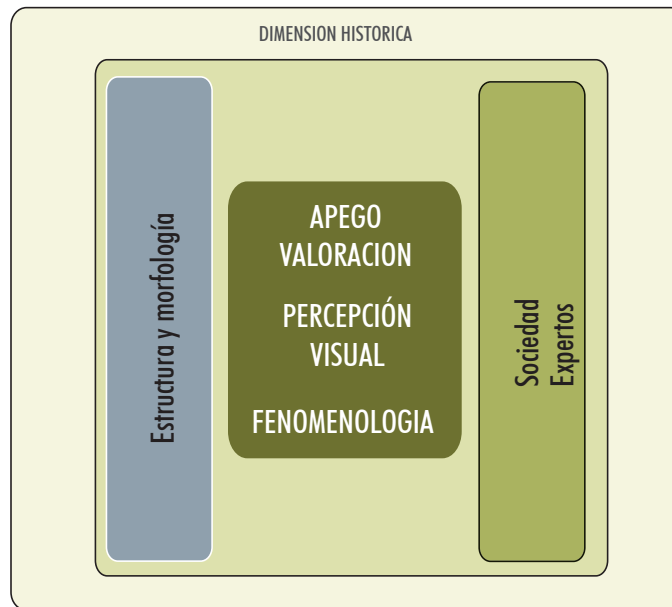 DIMENSION HISTORICA
Estructura y morfología
APEGO
VALORACION
PERCEPCIÓN
VISUAL
FENOMENOLOGIA
Sociedad
Expertos